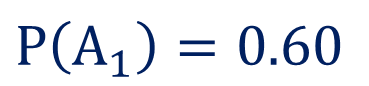 P(A₁) = 0.60